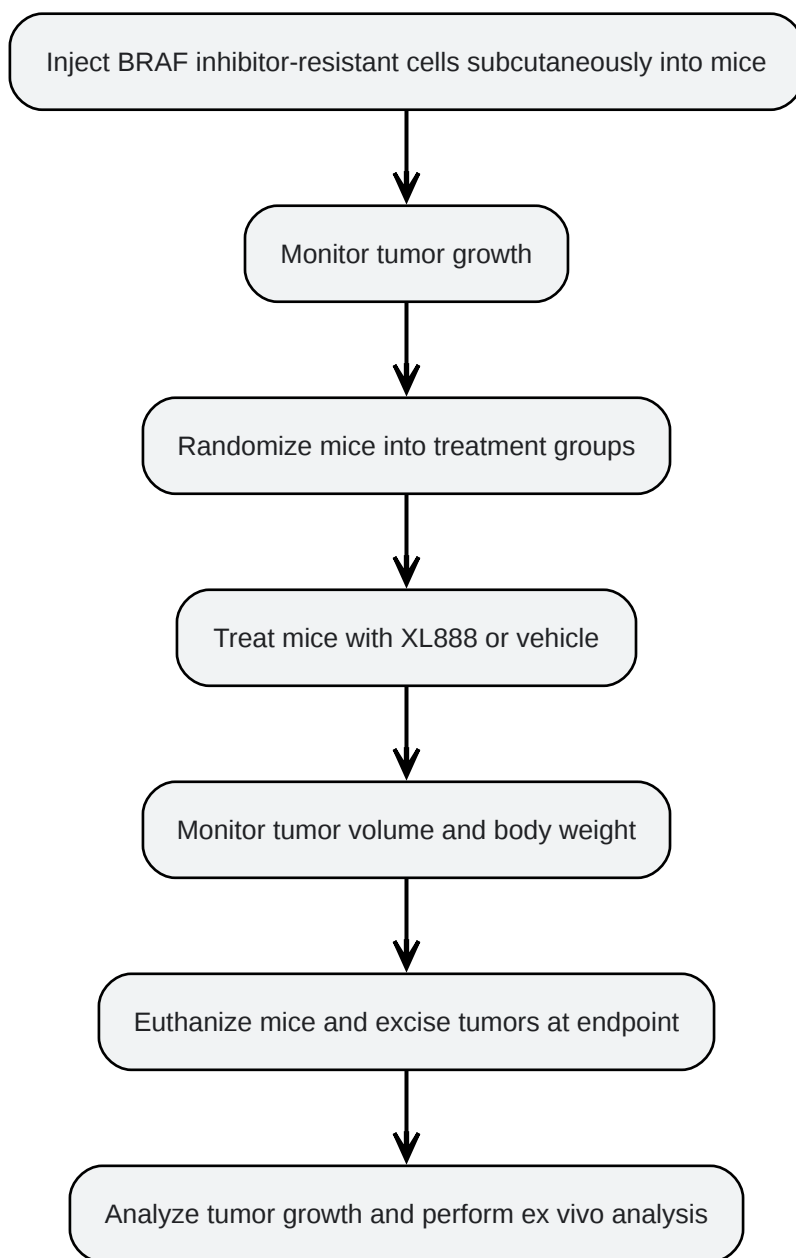 Inject BRAF inhibitor-resistant cells subcutaneously into mice
Monitor tumor growth
Randomize mice into treatment groups
Treat mice with XL888 or vehicle
Monitor tumor volume and body weight
Euthanize mice and excise tumors at endpoint
Analyze tumor growth and perform ex vivo analysis